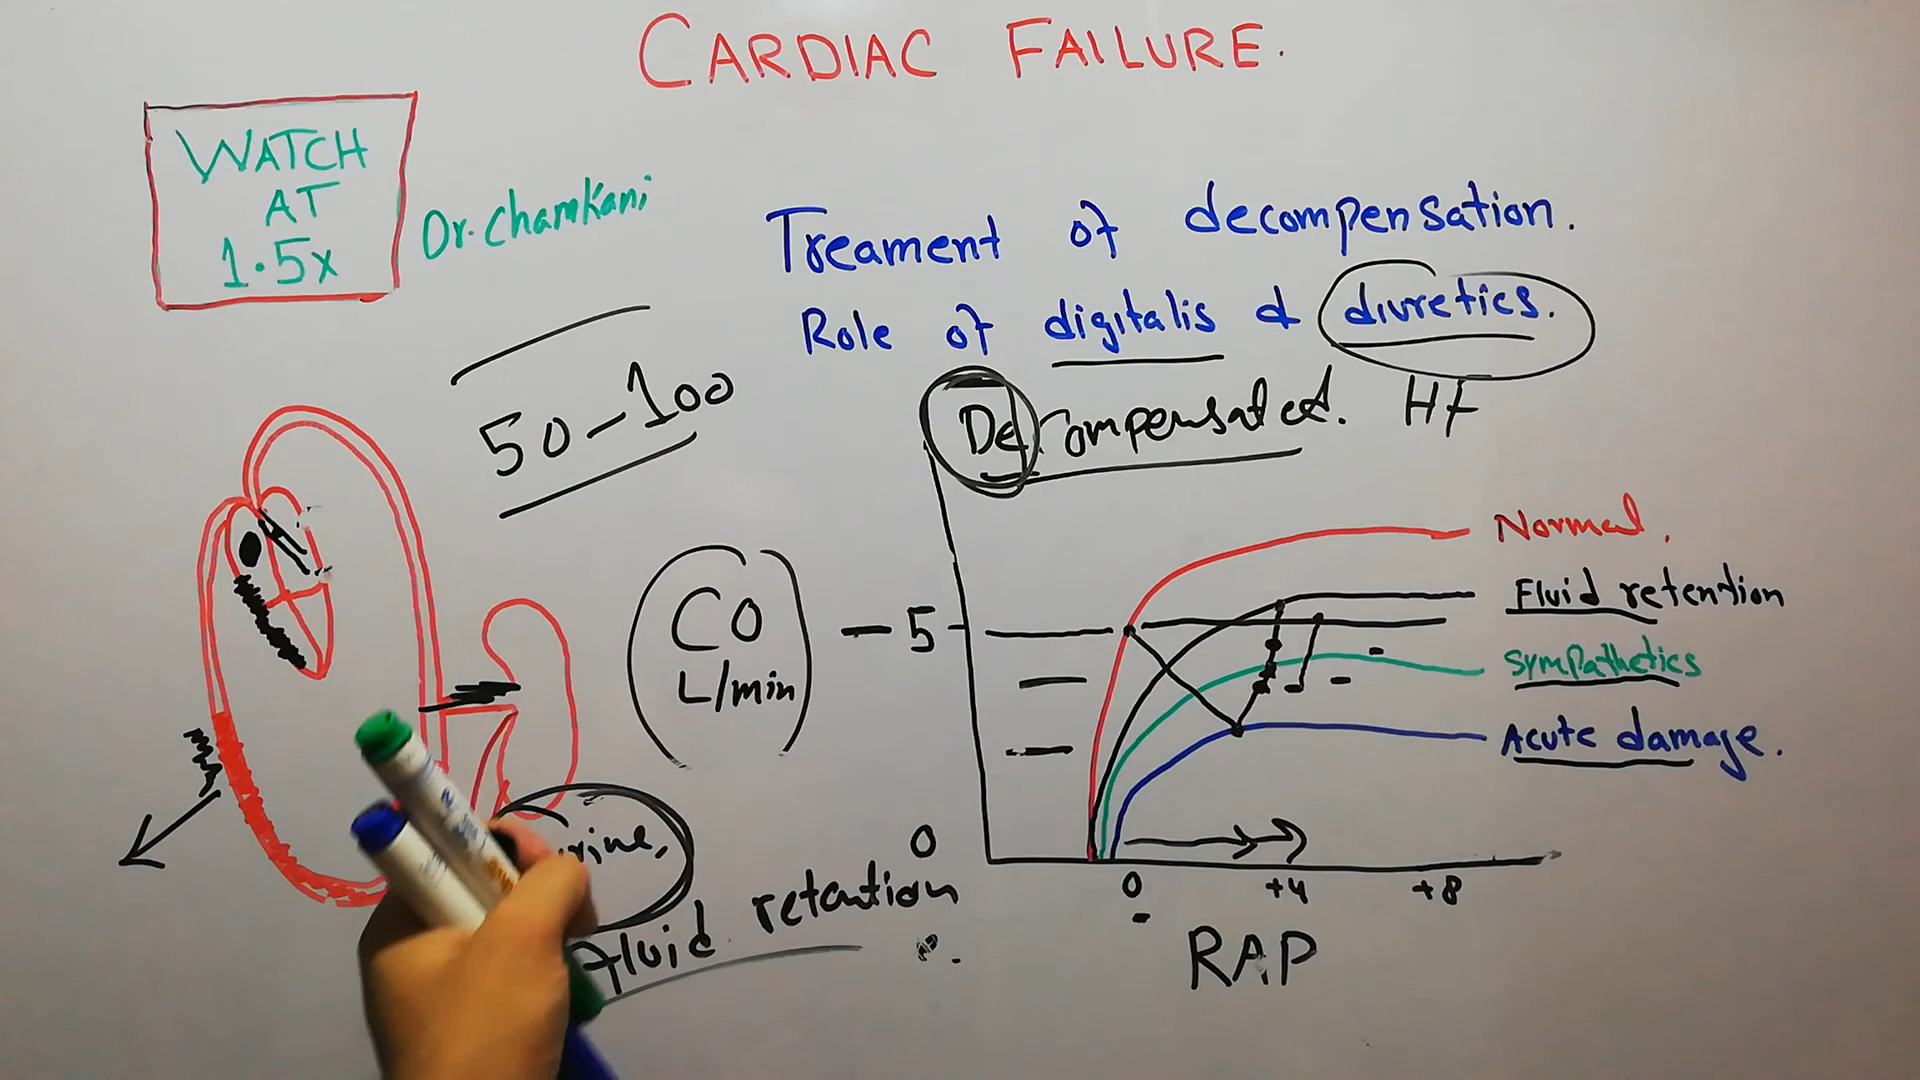 CARDIAC FAILURE.
WATCH
AT
1.5x
Dr. Chamkani
Treament of decompensation.
Role of digitalis & diuretics.
50-100
Decompensated. Hf
Normal.
Fluid retention
Sympathetics
Acute damage.
CO
L/min
5
0
0 +4 +8
RAP
fluid retention